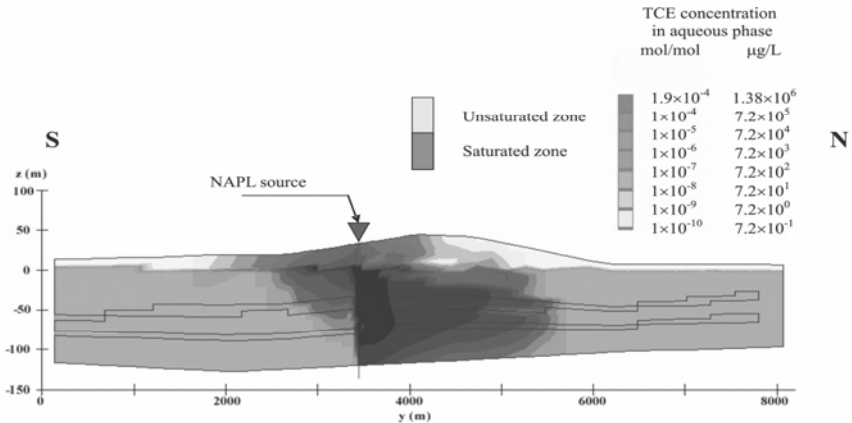 TCE concentration
in aqueous phase
mol/mol μg/L
1.9×10⁻⁴ 1.38×10⁶
1×10⁻⁴ 7.2×10⁵
1×10⁻⁵ 7.2×10⁴
1×10⁻⁶ 7.2×10³
1×10⁻⁷ 7.2×10²
1×10⁻⁸ 7.2×10¹
1×10⁻⁹ 7.2×10⁰
1×10⁻¹⁰ 7.2×10⁻¹
Unsaturated zone
Saturated zone
S
N
NAPL source
z (m)
100
50
0
-50
-100
-150
0 2000 4000 6000 8000
y (m)